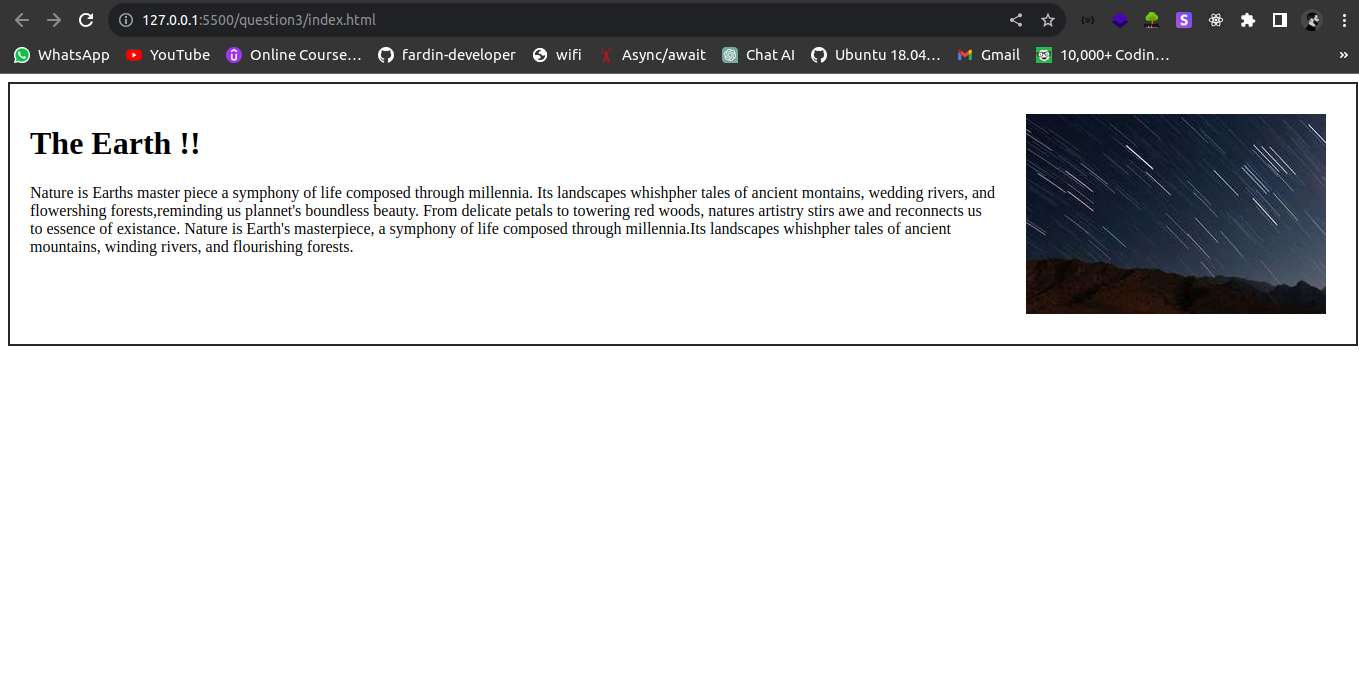 127.0.0.1:5500/question3/index.html
WhatsApp YouTube Online Course… fardin-developer wifi Async/await Chat AI Ubuntu 18.04… Gmail 10,000+ Codin… »
The Earth !!
Nature is Earths master piece a symphony of life composed through millennia. Its landscapes whishpher tales of ancient montains, wedding rivers, and
flowershing forests,reminding us plannet's boundless beauty. From delicate petals to towering red woods, natures artistry stirs awe and reconnects us
to essence of existance. Nature is Earth's masterpiece, a symphony of life composed through millennia.Its landscapes whishpher tales of ancient
mountains, winding rivers, and flourishing forests.